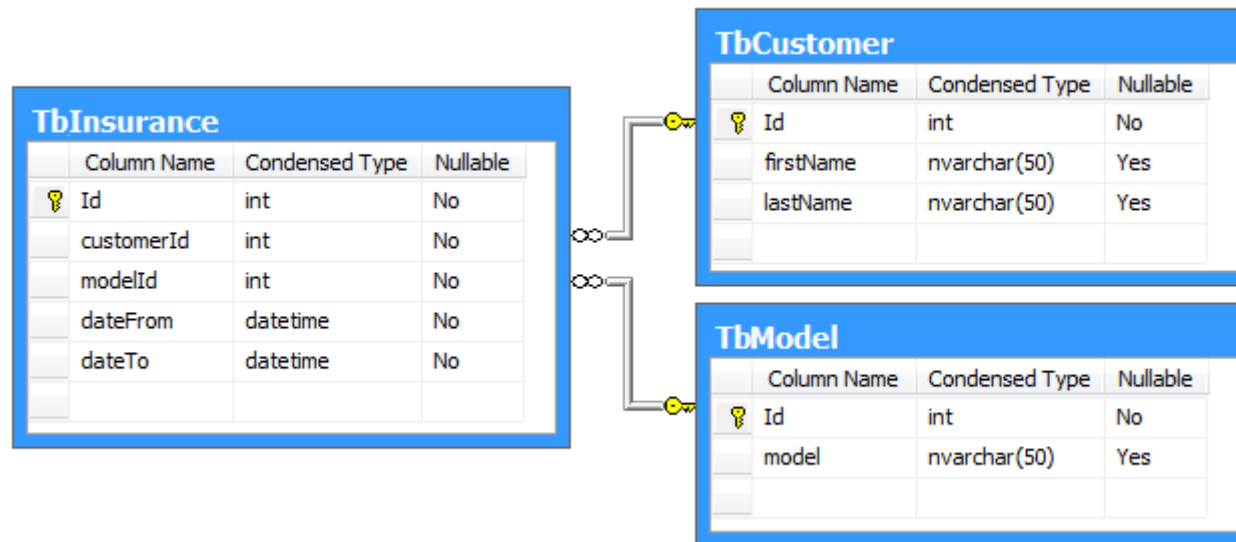 TbInsurance
Column Name Condensed Type Nullable
Id int No
customerId int No
modelId int No
dateFrom datetime No
dateTo datetime No
TbCustomer
Column Name Condensed Type Nullable
Id int No
firstName nvarchar(50) Yes
lastName nvarchar(50) Yes
TbModel
Column Name Condensed Type Nullable
Id int No
model nvarchar(50) Yes